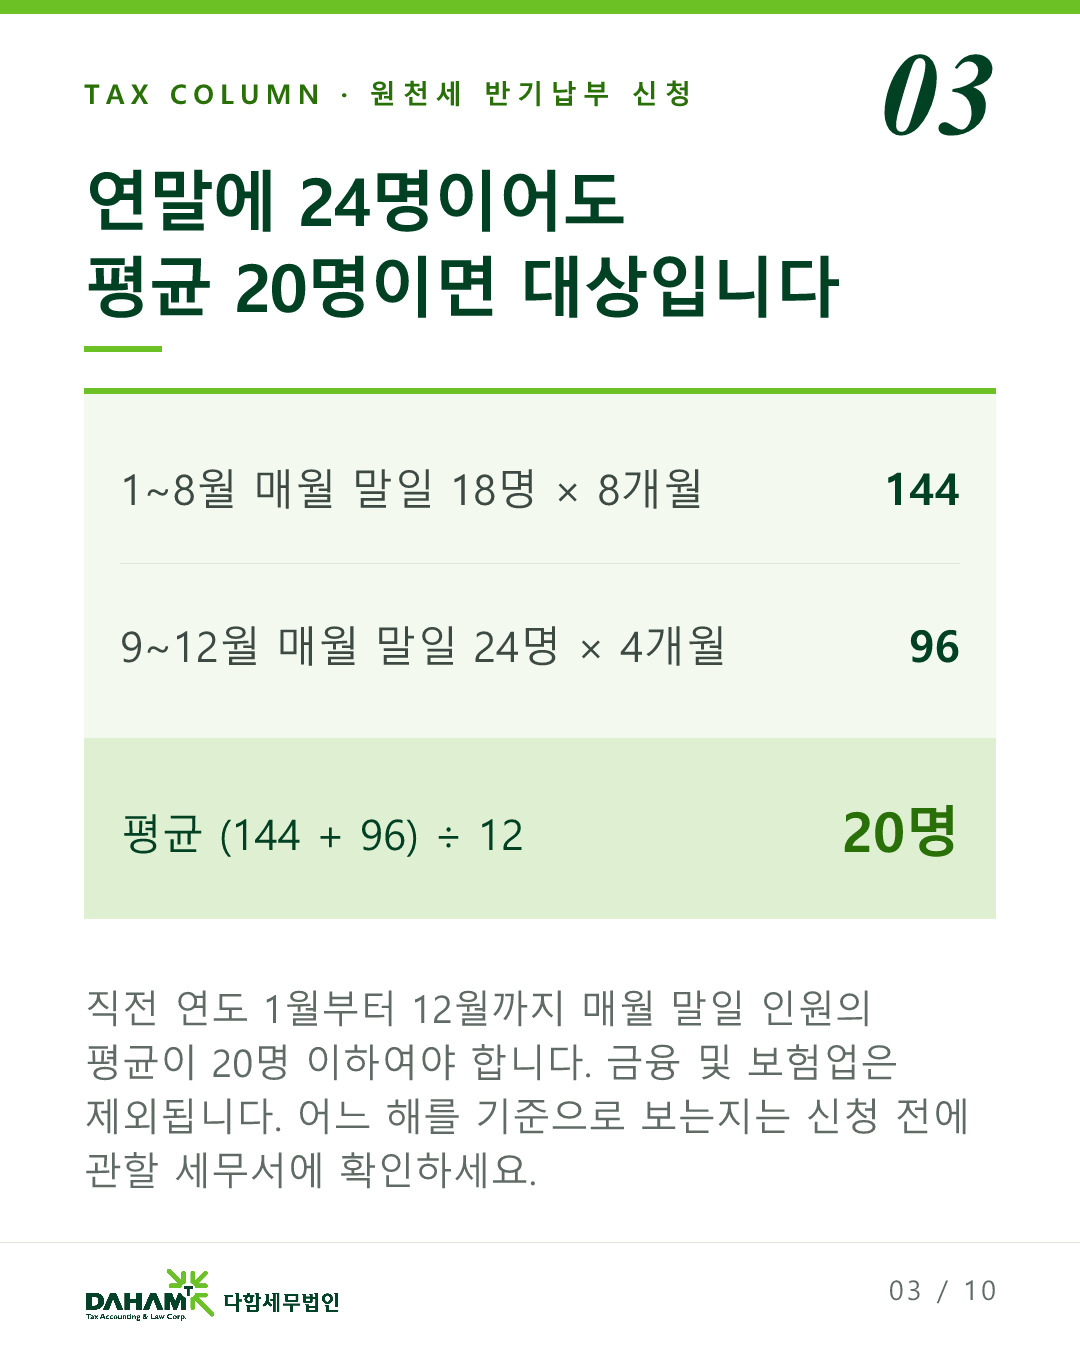 TAX COLUMN · 원천세 반기납부 신청
03
연말에 24명이어도
평균 20명이면 대상입니다
1~8월 매월 말일 18명 × 8개월 144
9~12월 매월 말일 24명 × 4개월 96
평균 (144 + 96) ÷ 12 20명
직전 연도 1월부터 12월까지 매월 말일 인원의
평균이 20명 이하여야 합니다. 금융 및 보험업은
제외됩니다. 어느 해를 기준으로 보는지는 신청 전에
관할 세무서에 확인하세요.
DAHAM T 다함세무법인
Tax Accounting & Law Corp.
03 / 10